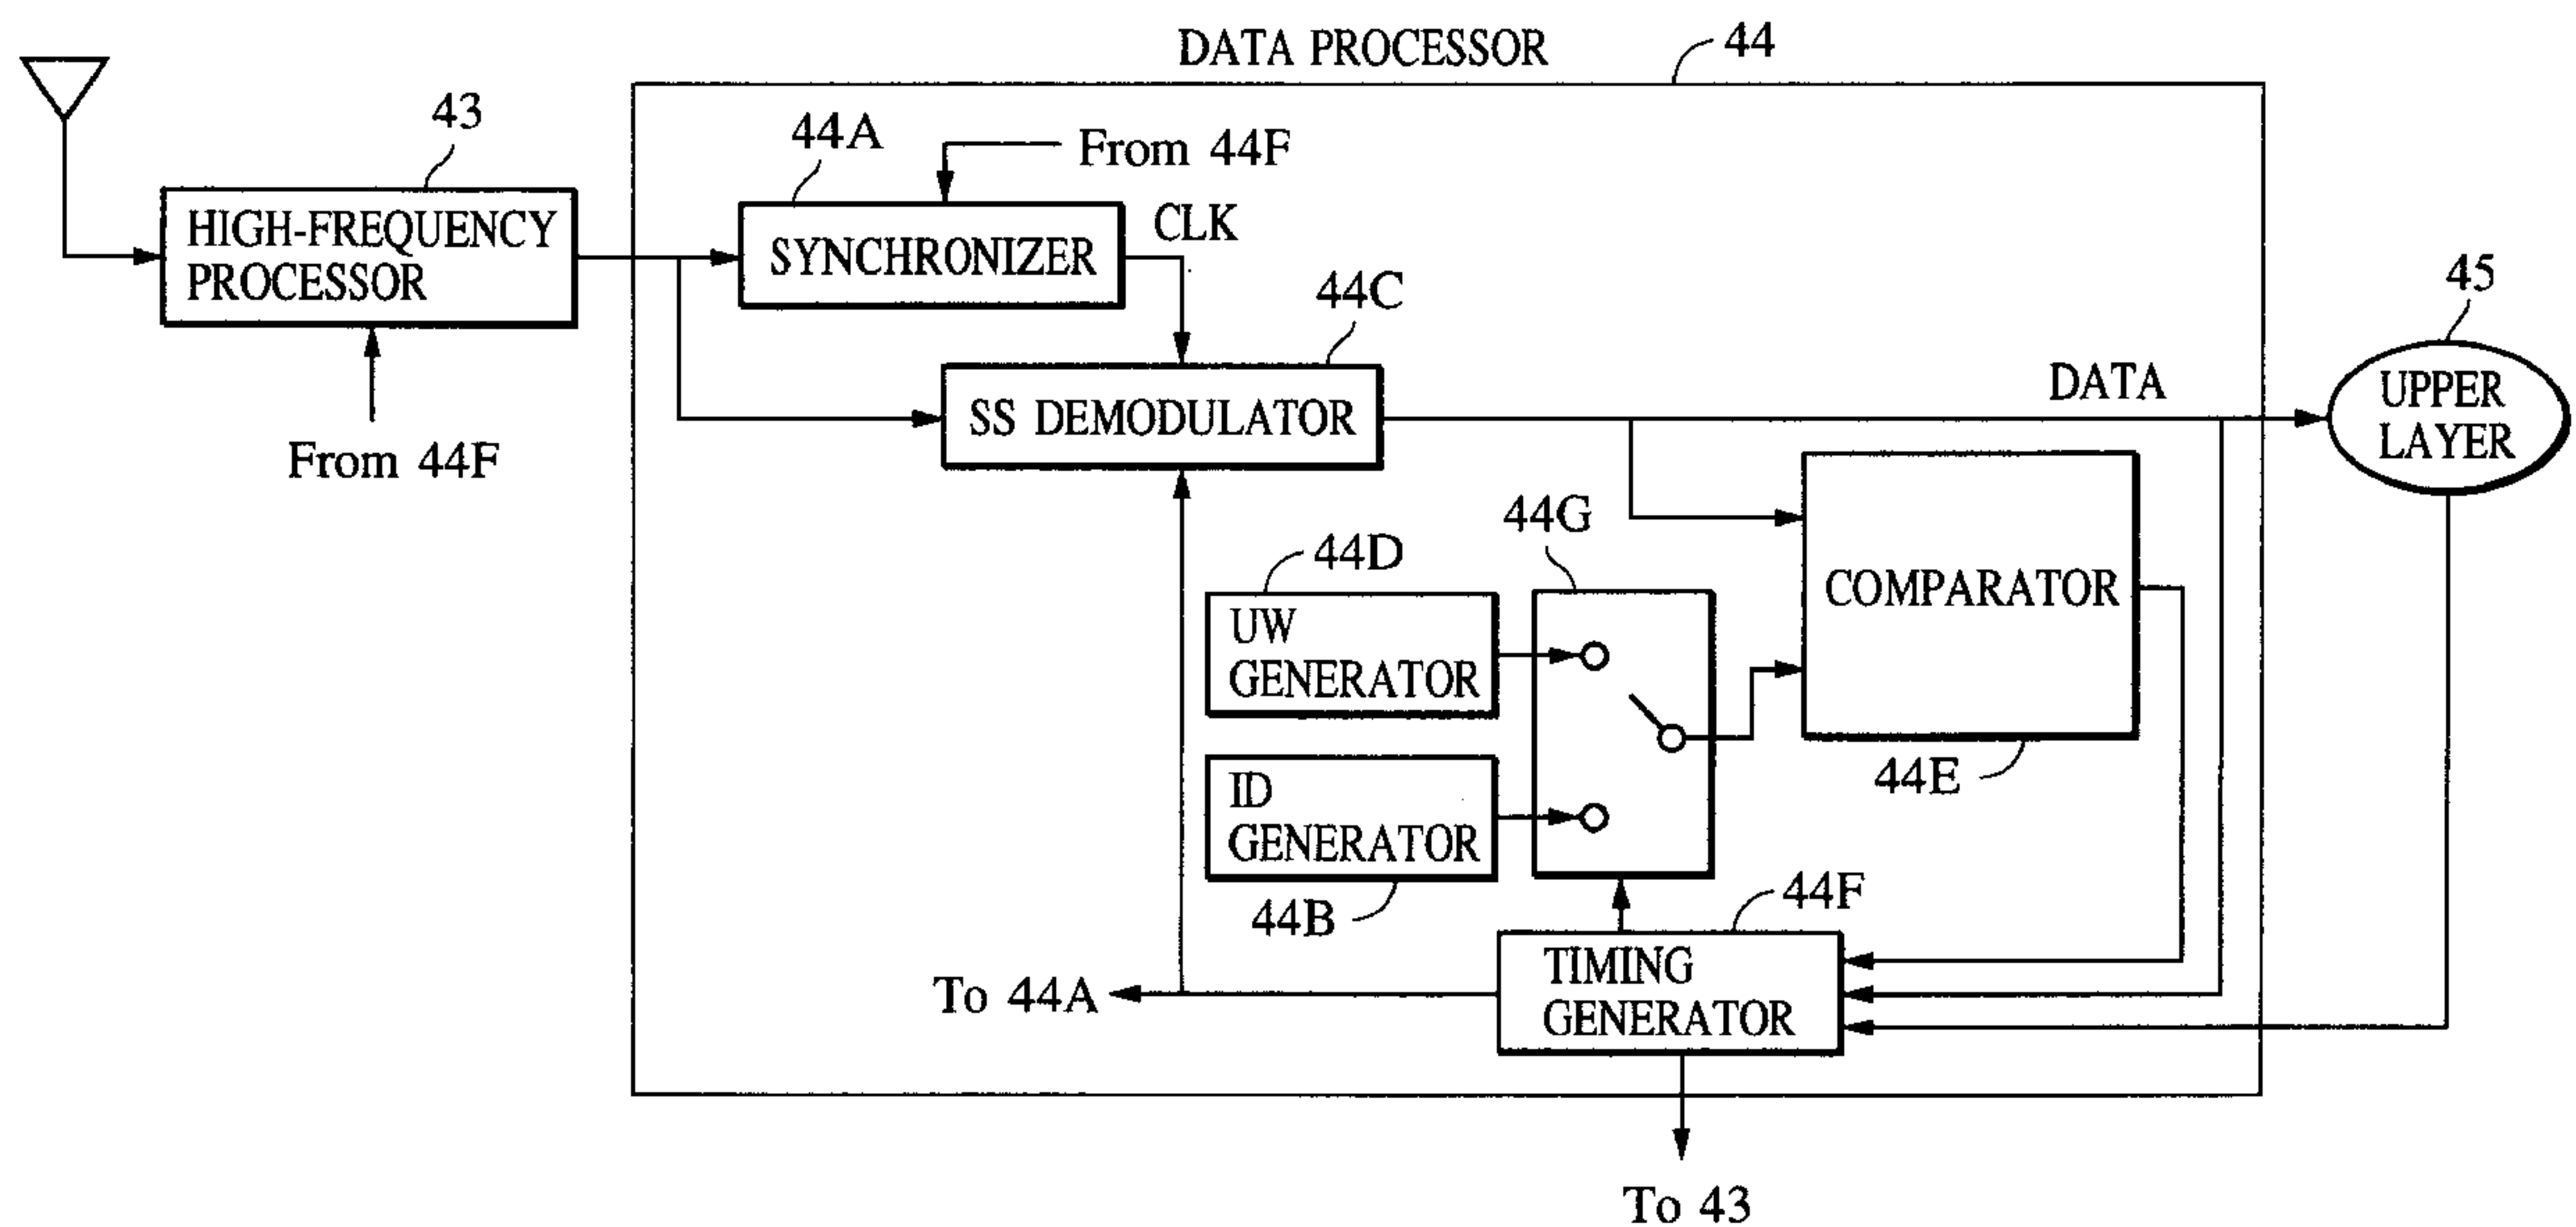 DATA PROCESSOR
44
43
44A
From 44F
HIGH-FREQUENCY
PROCESSOR
SYNCHRONIZER
CLK
44C
45
From 44F
SS DEMODULATOR
DATA
UPPER
LAYER
44D
44G
UW
GENERATOR
COMPARATOR
ID
GENERATOR
44E
44B
44F
To 44A
TIMING
GENERATOR
To 43